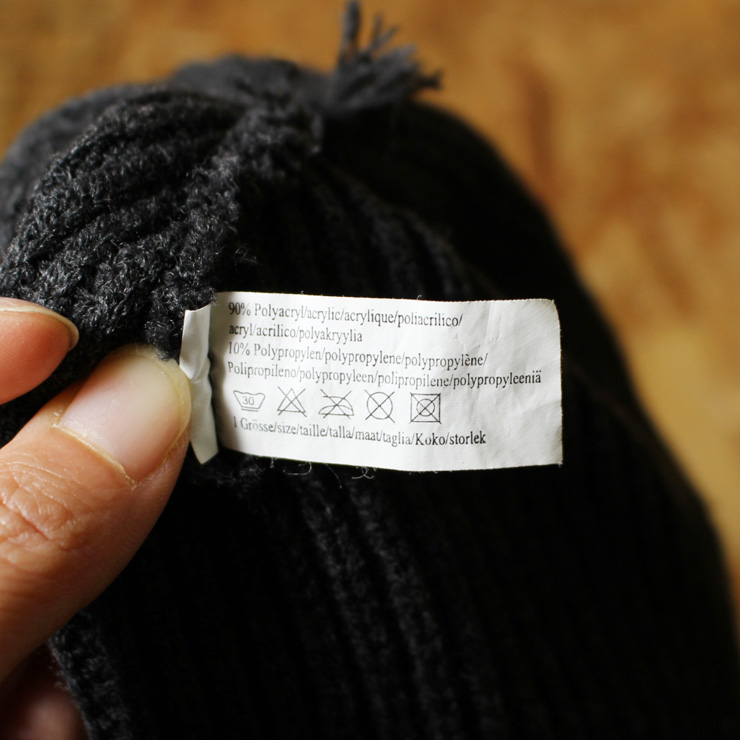 90% Polyacryl/acrylic/acrylique/poliacrilico/
acryl/acrilico/polyakryylia
10% Polypropylen/polypropylene/polypropylène/
Polipropileno/polypropyleen/polipropilene/polypropyleeniä
30
1 Grösse/size/taille/talla/maat/taglia/Koko/storlek